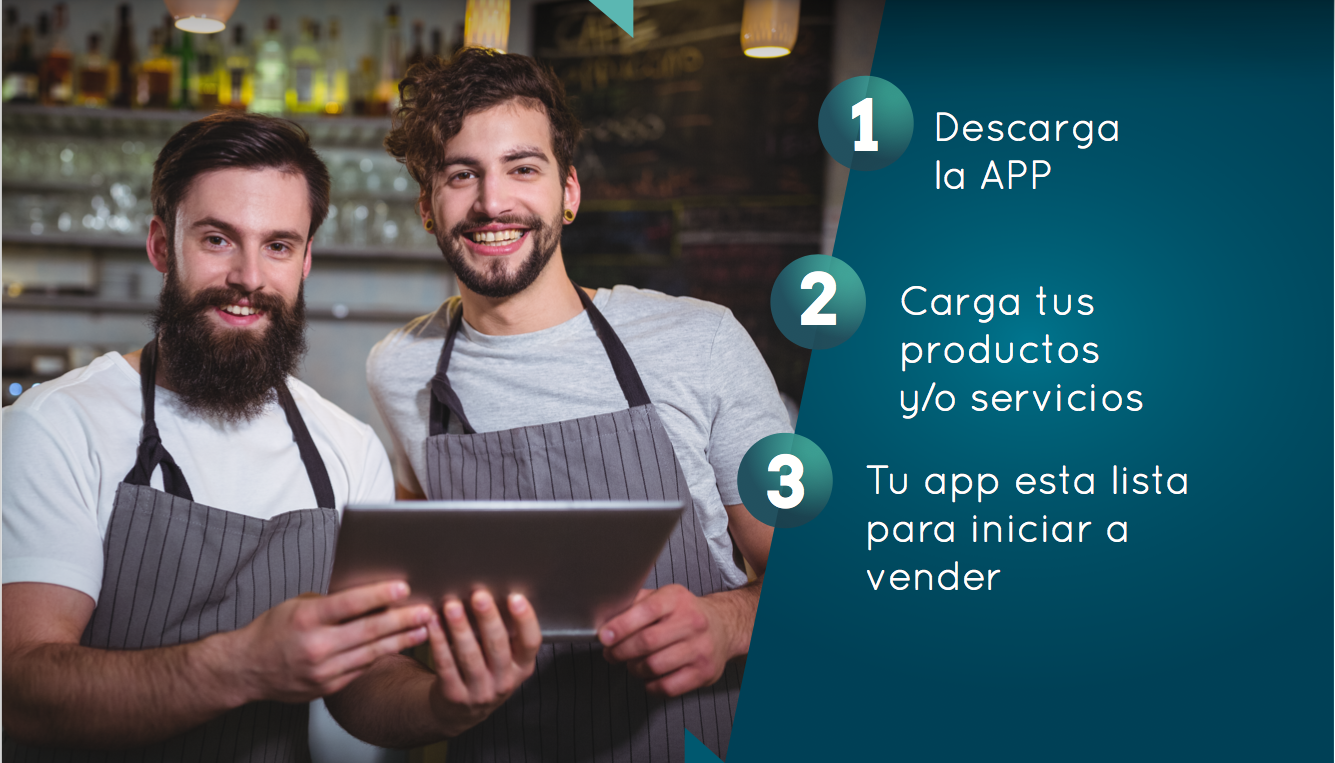 1
Descarga
la APP
2
Carga tus
productos
y/o servicios
3
Tu app esta lista
para iniciar a
vender